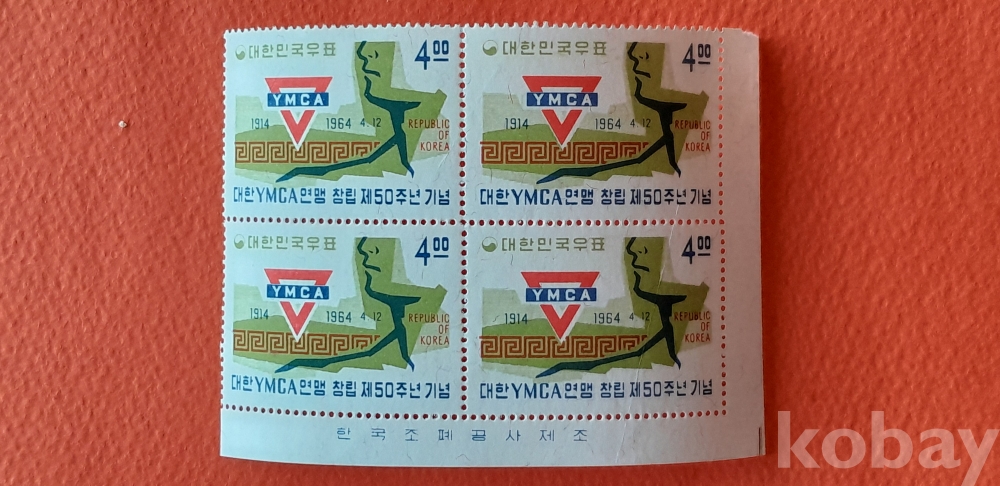 대한민국우표 4.00
YMCA
1914 1964 4.12
REPUBLIC
OF
KOREA
대한YMCA연맹 창립 제50주년기념
대한민국우표 4.00
YMCA
1914 1964 4.12
REPUBLIC
OF
KOREA
대한YMCA연맹 창립 제50주년기념
대한민국우표 4.00
YMCA
1914 1964 4.12
REPUBLIC
OF
KOREA
대한YMCA연맹 창립 제50주년기념
대한민국우표 4.00
YMCA
1914 1964 4.12
REPUBLIC
OF
KOREA
대한YMCA연맹 창립 제50주년기념
한국조폐공사제조
kobay